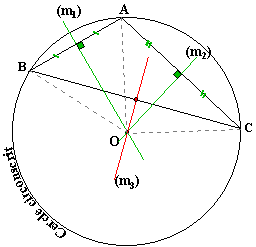 (m1)
A
(m2)
B
C
O
(m3)
Cercle circonscrit